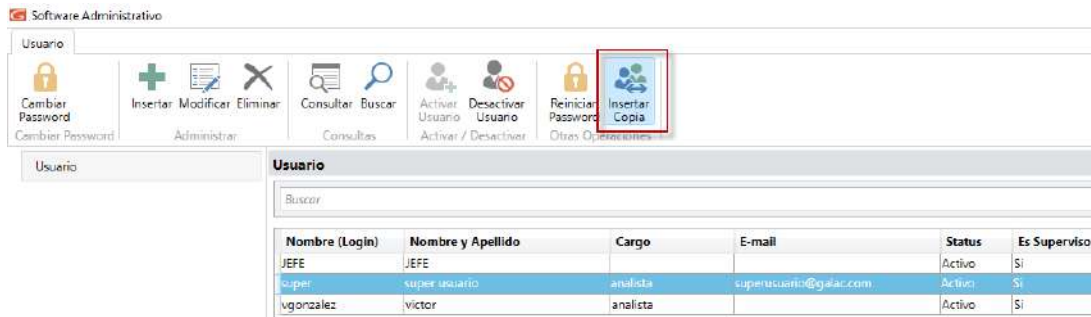 Software Administrativo
Usuario
Cambiar Password
Insertar Modificar Eliminar
Consultar Buscar
Activar Usuario
Desactivar Usuario
Reiniciar Password
Insertar Copia
Cambiar Password
Administrar
Consultas
Activar / Desactivar
Otras Operaciones
Usuario
Usuario
Buscar
Nombre (Login) Nombre y Apellido Cargo E-mail Status Es Superviso
JEFE JEFE Activo Si
super super usuario analista superusuario@galac.com Activo Si
vgonzalez victor analista Activo Si